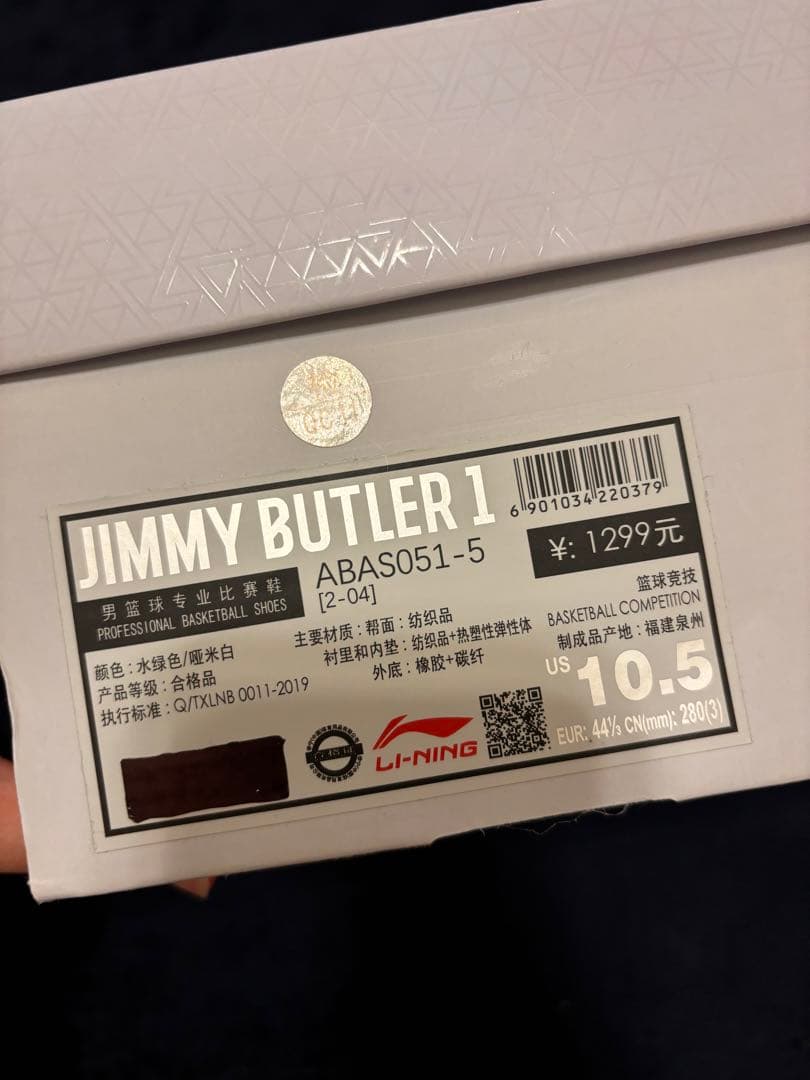 JIMMY BUTLER 1
6 901034 220379
男篮球专业比赛鞋
PROFESSIONAL BASKETBALL SHOES
ABAS051-5
[2-04]
¥: 1299元
颜色：水绿色/哑米白
产品等级：合格品
执行标准：Q/TXLNB 0011-2019
主要材质：帮面：纺织品
衬里和内垫：纺织品+热塑性弹性体
外底：橡胶+碳纤
篮球竞技
BASKETBALL COMPETITION
制成品产地：福建泉州
US 10.5
EUR: 44⅓ CN(mm): 280(3)
合格证
LI-NING